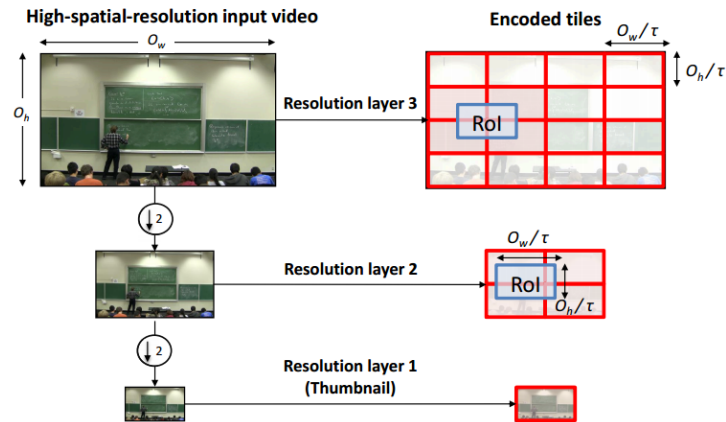 High-spatial-resolution input video
Encoded tiles
O_w
O_w/τ
O_h
O_h/τ
Resolution layer 3
RoI
↓2
O_w/τ
Resolution layer 2
RoI
O_h/τ
↓2
Resolution layer 1
(Thumbnail)